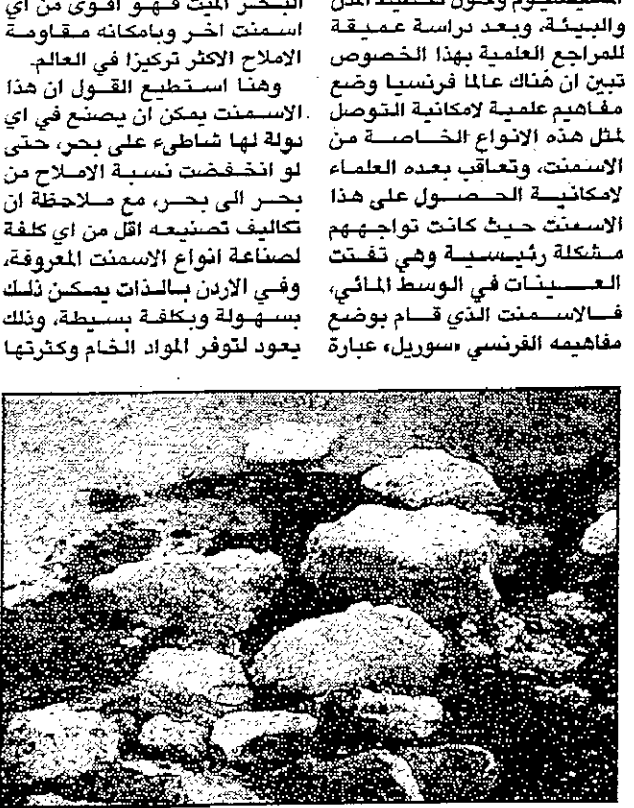 المغنيسيوم وحول تصنيف المدن
والبيئة، وبعد دراسة عميقة
للمراجع العلمية بهذا الخصوص
تبين ان هناك عالما فرنسيا وضع
مفاهيم علمية لامكانية التوصل
لمثل هذه الانواع الخاصة من
الاسمنت، وتعاقب بعده العلماء
لامكانية الحصول على هذا
الاسمنت حيث كانت تواجههم
مشكلة رئيسية وهي تفتت
العينات في الوسط المائي،
فالاسمنت الذي قام بوضع
مفاهيمه الفرنسي «سوريل» عبارة
البحر الميت فهو اقوى من اي
اسمنت اخر وبامكانه مقاومة
الاملاح الاكثر تركيزا في العالم.
وهنا استطيع القول ان هذا
الاسمنت يمكن ان يصنع في اي
دولة لها شاطىء على بحر، حتى
لو انخفضت نسبة الاملاح من
بحر الى بحر، مع ملاحظة ان
تكاليف تصنيعه اقل من اي كلفة
لصناعة انواع الاسمنت المعروفة،
وفي الاردن بالذات يمكن ذلك
بسهولة وبكلفة بسيطة، وذلك
يعود لتوفر المواد الخام وكثرتها